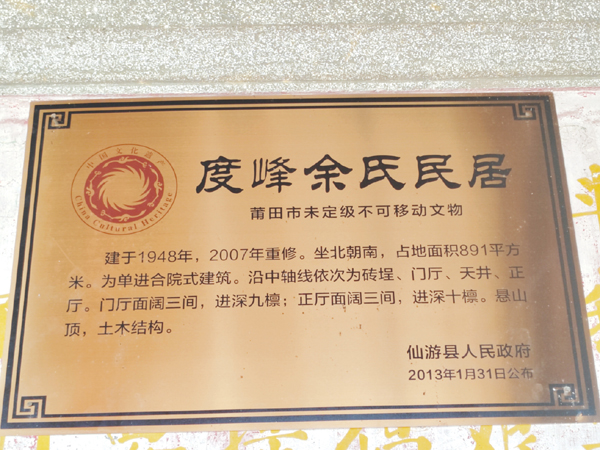 中国文化遗产
China Cultural Heritage
度峰余氏民居
莆田市未定级不可移动文物
建于1948年，2007年重修。坐北朝南，占地面积891平方
米。为单进合院式建筑。沿中轴线依次为砖埕、门厅、天井、正
厅。门厅面阔三间，进深九檩；正厅面阔三间，进深十檩。悬山
顶，土木结构。
仙游县人民政府
2013年1月31日公布